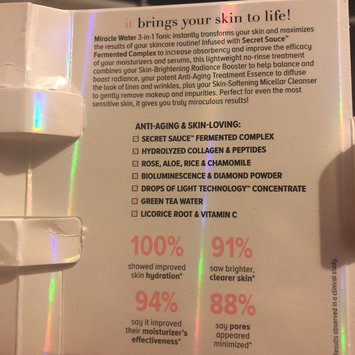 it brings your skin to life!
Miracle Water 3-in-1 Tonic instantly transforms your skin and maximizes
the results of your skincare routine! Infused with Secret Sauce™
Fermented Complex to increase absorbency and improve the efficacy
of your moisturizers and serums, this lightweight no-rinse treatment
combines your Skin-Brightening Radiance Booster to help balance and
boost radiance, your potent Anti-Aging Treatment Essence to diffuse
the look of lines and wrinkles, plus your Skin-Softening Micellar Cleanser
to gently remove makeup and impurities. Perfect for even the most
sensitive skin, it gives you truly miraculous results!
ANTI-AGING & SKIN-LOVING:
SECRET SAUCE™ FERMENTED COMPLEX
HYDROLYZED COLLAGEN & PEPTIDES
ROSE, ALOE, RICE & CHAMOMILE
BIOLUMINESCENCE & DIAMOND POWDER
DROPS OF LIGHT TECHNOLOGY™ CONCENTRATE
GREEN TEA WATER
LICORICE ROOT & VITAMIN C
100%
showed improved
skin hydration*
91%
saw brighter,
clearer skin*
94%
say it improved
their moisturizer's
effectiveness*
88%
say pores
appeared
minimized*
Results observed in a clinical study.